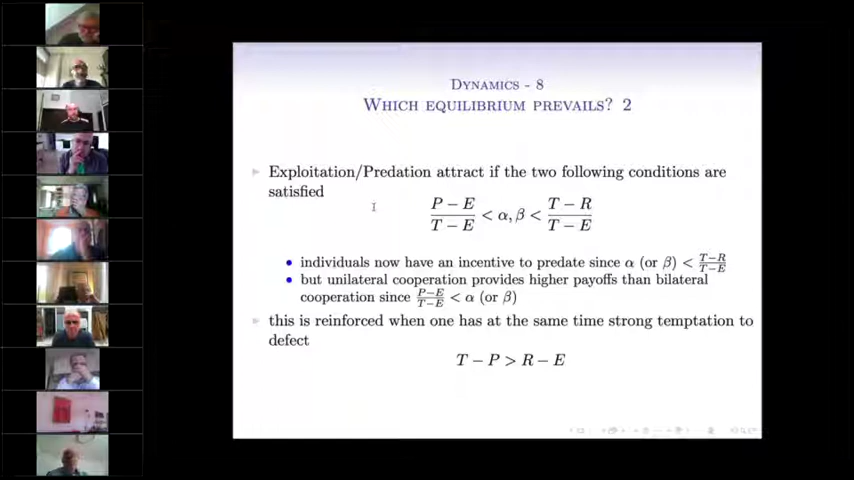 DYNAMICS - 8
WHICH EQUILIBRIUM PREVAILS? 2
Exploitation/Predation attract if the two following conditions are
satisfied
P − E / T − E < α, β < T − R / T − E
individuals now have an incentive to predate since α (or β) < T−R / T−E
but unilateral cooperation provides higher payoffs than bilateral
cooperation since P−E / T−E < α (or β)
this is reinforced when one has at the same time strong temptation to
defect
T − P > R − E